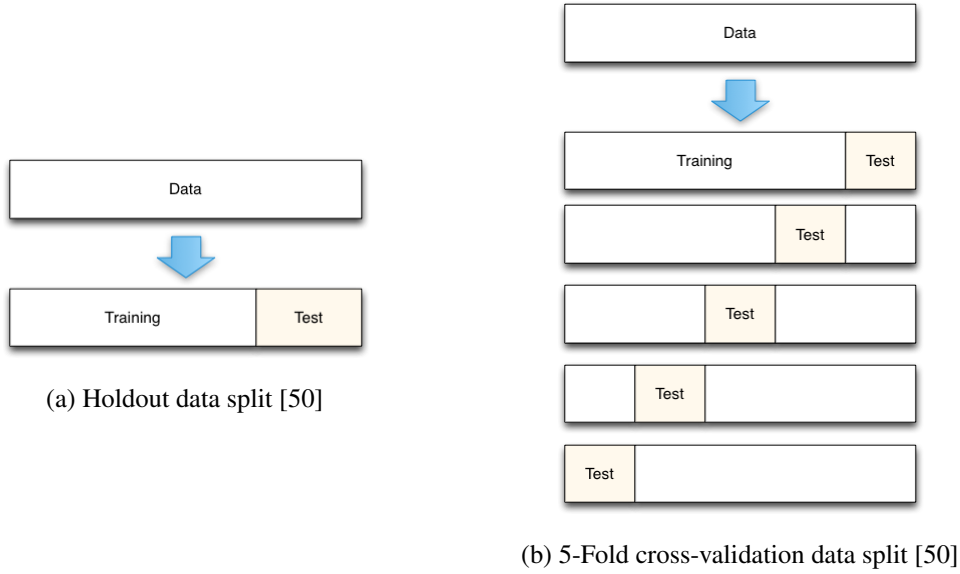 Data
Training Test
(a) Holdout data split [50]
Data
Training Test
Test
Test
Test
Test
(b) 5-Fold cross-validation data split [50]